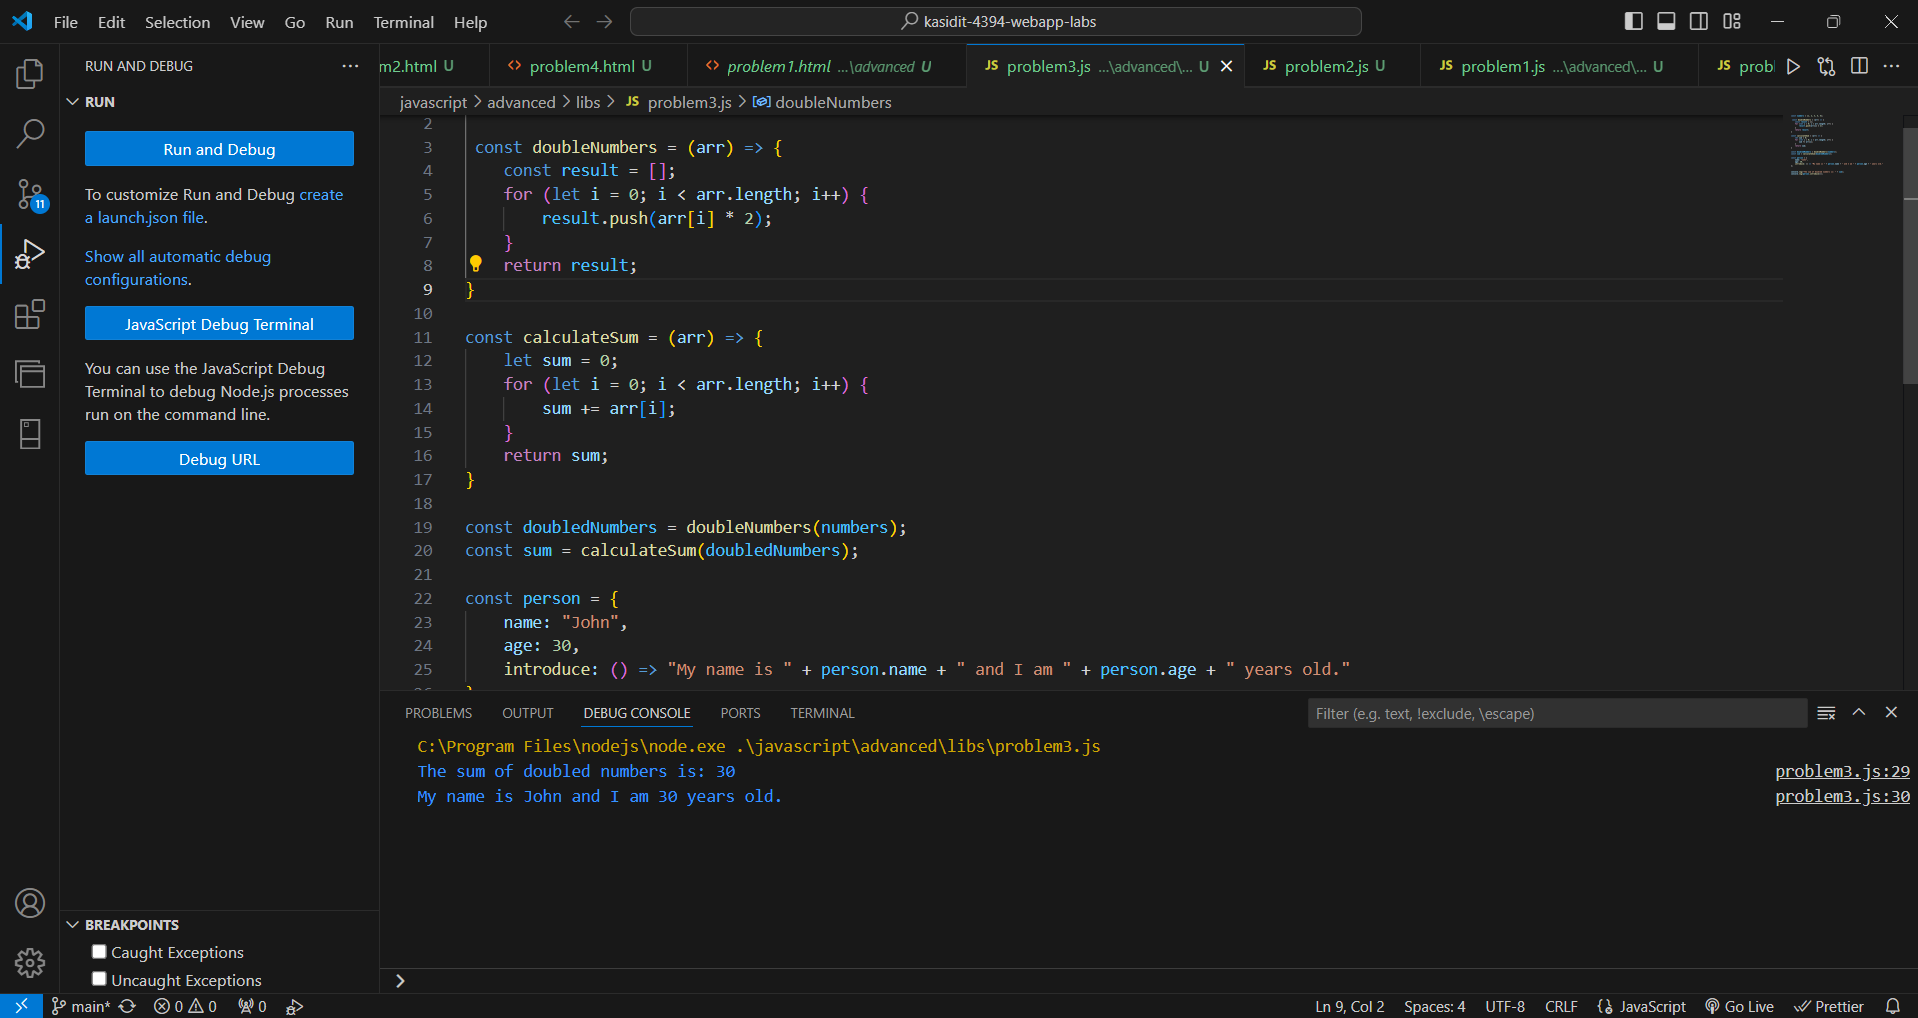 File Edit Selection View Go Run Terminal Help
kasidit-4394-webapp-labs
RUN AND DEBUG
m2.html U
problem4.html U
problem1.html ...\advanced U
JS problem3.js ...\advanced\... U
JS problem2.js U
JS problem1.js ...\advanced\... U
JS probl
javascript > advanced > libs > JS problem3.js > doubleNumbers
RUN
Run and Debug
To customize Run and Debug create
a launch.json file.
Show all automatic debug
configurations.
JavaScript Debug Terminal
You can use the JavaScript Debug
Terminal to debug Node.js processes
run on the command line.
Debug URL
11
2
3 const doubleNumbers = (arr) => {
4 const result = [];
5 for (let i = 0; i < arr.length; i++) {
6 result.push(arr[i] * 2);
7 }
8 return result;
9 }
10
11 const calculateSum = (arr) => {
12 let sum = 0;
13 for (let i = 0; i < arr.length; i++) {
14 sum += arr[i];
15 }
16 return sum;
17 }
18
19 const doubledNumbers = doubleNumbers(numbers);
20 const sum = calculateSum(doubledNumbers);
21
22 const person = {
23 name: "John",
24 age: 30,
25 introduce: () => "My name is " + person.name + " and I am " + person.age + " years old."
PROBLEMS OUTPUT DEBUG CONSOLE PORTS TERMINAL
Filter (e.g. text, !exclude, \escape)
C:\Program Files\nodejs\node.exe .\javascript\advanced\libs\problem3.js
The sum of doubled numbers is: 30 problem3.js:29
My name is John and I am 30 years old. problem3.js:30
BREAKPOINTS
Caught Exceptions
Uncaught Exceptions
main* 0 0 0
Ln 9, Col 2 Spaces: 4 UTF-8 CRLF {} JavaScript Go Live Prettier